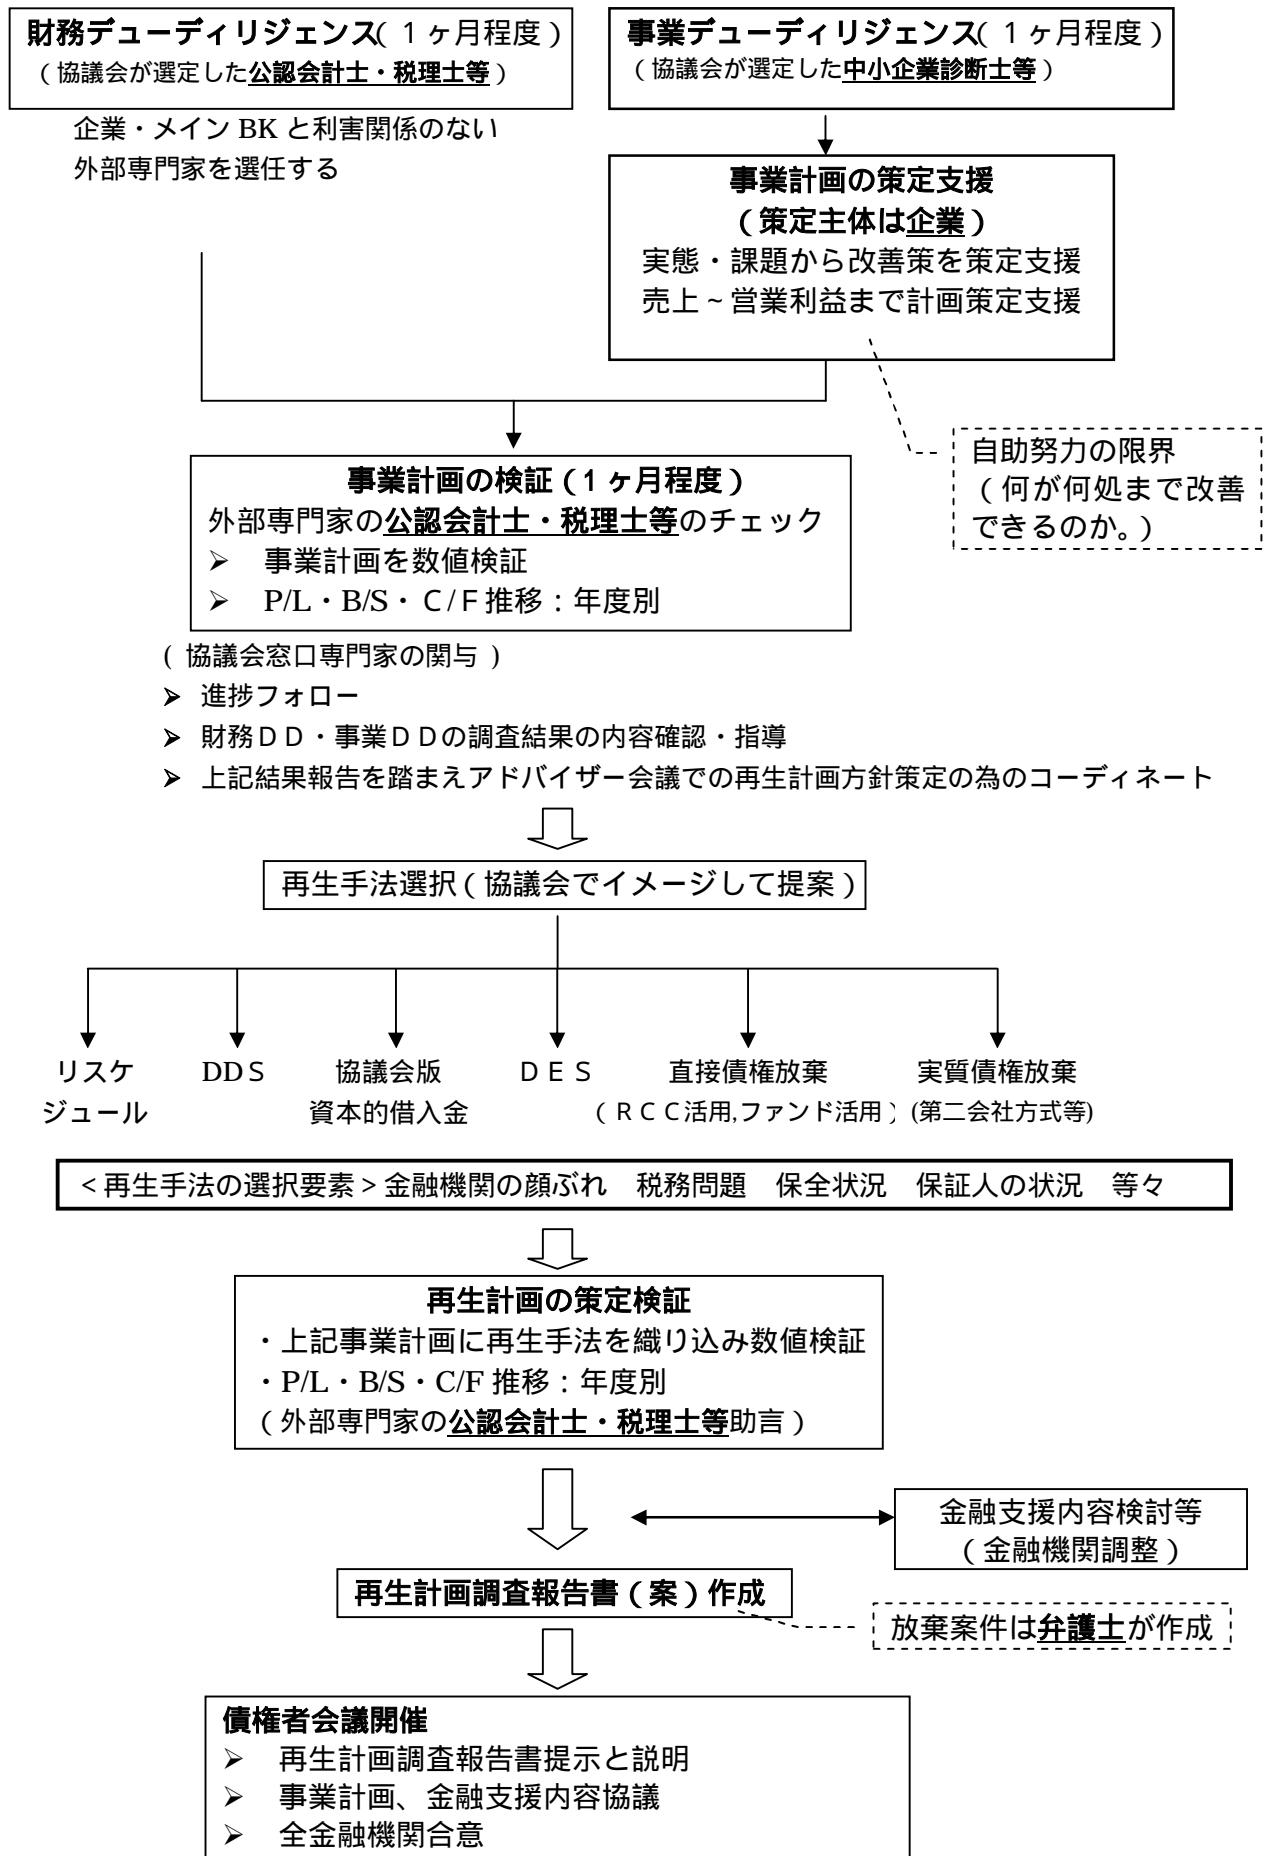 財務デューディリジェンス(１ヶ月程度)
（協議会が選定した公認会計士・税理士等）
企業・メイン BK と利害関係のない
外部専門家を選任する
事業デューディリジェンス(１ヶ月程度)
（協議会が選定した中小企業診断士等）
事業計画の策定支援
（策定主体は企業）
実態・課題から改善策を策定支援
売上～営業利益まで計画策定支援
自助努力の限界
（何が何処まで改善
できるのか。）
事業計画の検証（1ヶ月程度）
外部専門家の公認会計士・税理士等のチェック
➢ 事業計画を数値検証
➢ P/L・B/S・Ｃ/Ｆ推移：年度別
( 協議会窓口専門家の関与 )
➢ 進捗フォロー
➢ 財務ＤＤ・事業ＤＤの調査結果の内容確認・指導
➢ 上記結果報告を踏まえアドバイザー会議での再生計画方針策定の為のコーディネート
再生手法選択（協議会でイメージして提案）
リスケ
ジュール
DDＳ
協議会版
資本的借入金
ＤＥＳ
直接債権放棄
（ＲＣＣ活用,ファンド活用）
実質債権放棄
(第二会社方式等)
<再生手法の選択要素>金融機関の顔ぶれ　税務問題　保全状況　保証人の状況　等々
再生計画の策定検証
・上記事業計画に再生手法を織り込み数値検証
・P/L・B/S・C/F 推移：年度別
（外部専門家の公認会計士・税理士等助言）
金融支援内容検討等
（金融機関調整）
再生計画調査報告書（案）作成
放棄案件は弁護士が作成
債権者会議開催
➢ 再生計画調査報告書提示と説明
➢ 事業計画、金融支援内容協議
➢ 全金融機関合意